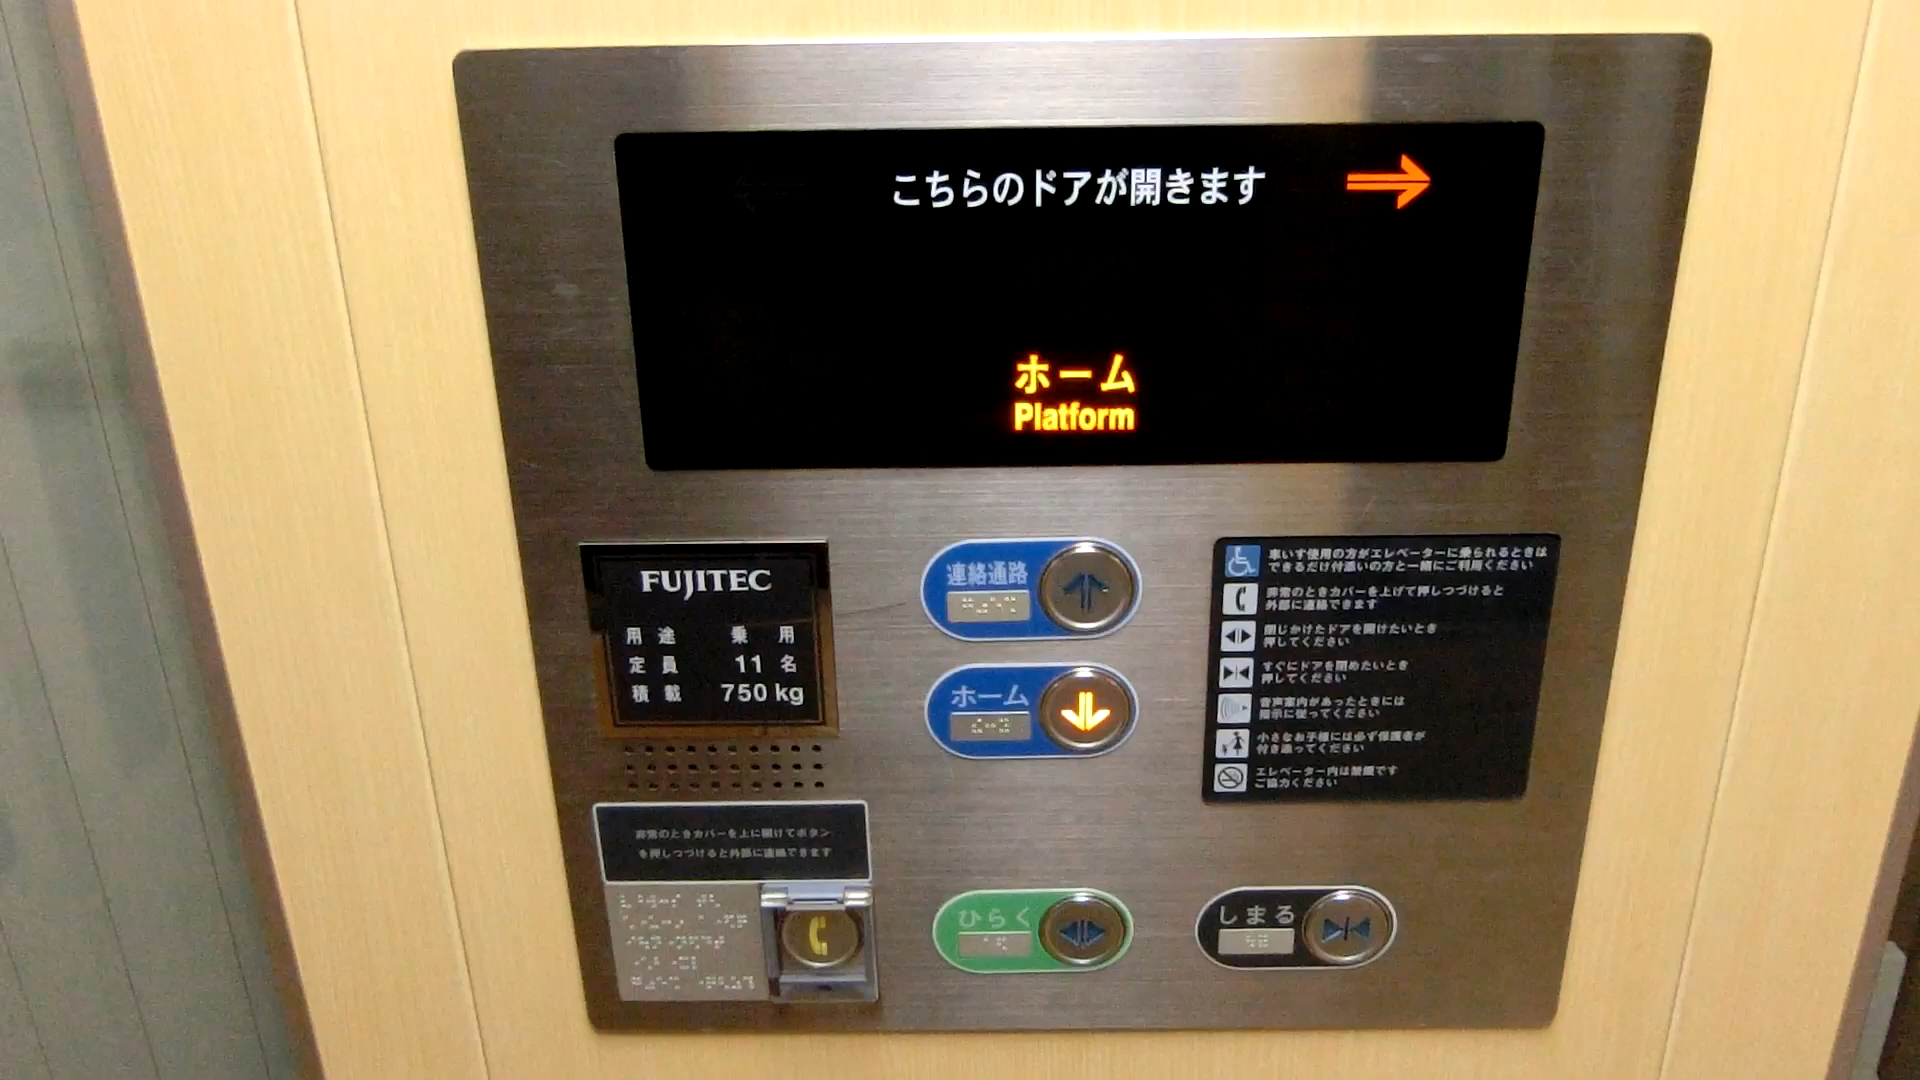 こちらのドアが開きます
ホーム
Platform
FUJITEC
用途 乗用
定員 11名
積載 750 kg
連絡通路
ホーム
車いす使用の方がエレベーターに乗られるときは
できるだけ付添いの方と一緒にご利用ください
非常のときカバーを上げて押しつづけると
外部に連絡できます
閉じかけたドアを開けたいとき
押してください
すぐにドアを閉めたいとき
押してください
音声案内があったときには
指示に従ってください
小さなお子様には必ず保護者が
付き添ってください
エレベーター内は禁煙です
ご協力ください
非常のときカバーを上に開けてボタン
を押しつづけると外部に連絡できます
ひらく
しまる